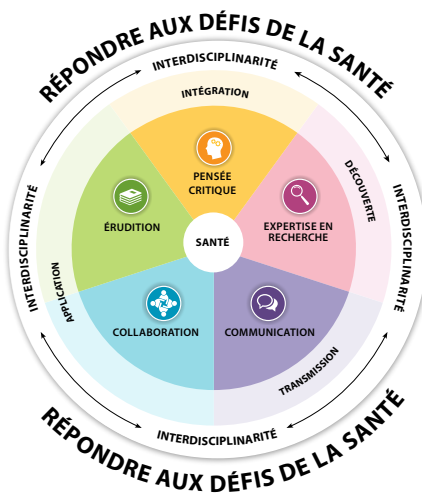 RÉPONDRE AUX DÉFIS DE LA SANTÉ
INTERDISCIPLINARITÉ
INTÉGRATION
PENSÉE
CRITIQUE
DÉCOUVERTE
INTERDISCIPLINARITÉ
INTERDISCIPLINARITÉ
ÉRUDITION
SANTÉ
EXPERTISE EN
RECHERCHE
APPLICATION
COLLABORATION
COMMUNICATION
TRANSMISSION
INTERDISCIPLINARITÉ
RÉPONDRE AUX DÉFIS DE LA SANTÉ